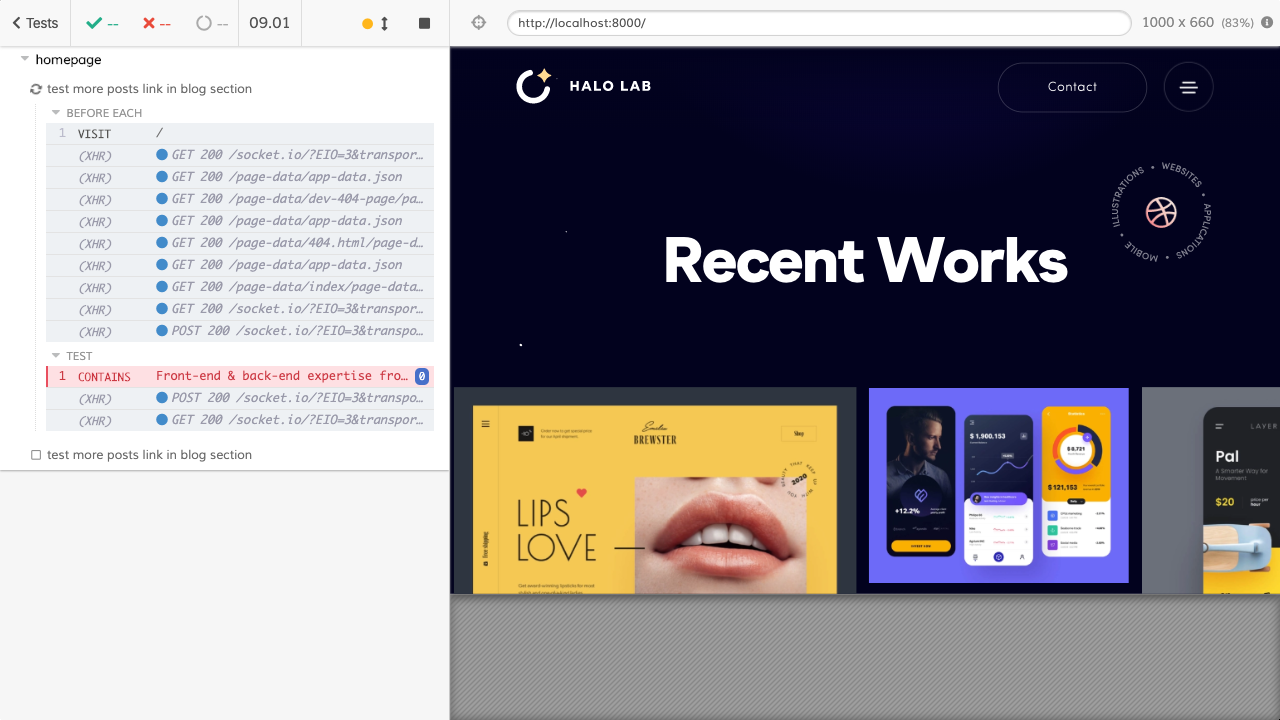 Tests
--
--
--
09.01
http://localhost:8000/
1000 x 660 (83%)
homepage
test more posts link in blog section
BEFORE EACH
1 VISIT /
(XHR) GET 200 /socket.io/?EIO=3&transpor…
(XHR) GET 200 /page-data/app-data.json
(XHR) GET 200 /page-data/dev-404-page/pa…
(XHR) GET 200 /page-data/app-data.json
(XHR) GET 200 /page-data/404.html/page-d…
(XHR) GET 200 /page-data/app-data.json
(XHR) GET 200 /page-data/index/page-data…
(XHR) GET 200 /socket.io/?EIO=3&transpor…
(XHR) POST 200 /socket.io/?EIO=3&transpo…
TEST
1 CONTAINS Front-end & back-end expertise fro… 0
(XHR) POST 200 /socket.io/?EIO=3&transpo…
(XHR) GET 200 /socket.io/?EIO=3&transpor…
test more posts link in blog section
HALO LAB
Contact
ILLUSTRATIONS • WEBSITES • APPLICATIONS • MOBILE •
Recent Works
BREWSTER
2020
LIPS
LOVE
Free shipping
+12.2%
$ 1,900,153
$ 8,721
$ 121,153
LAYER
Pal
A Smarter Way for
Movement
$20
price per